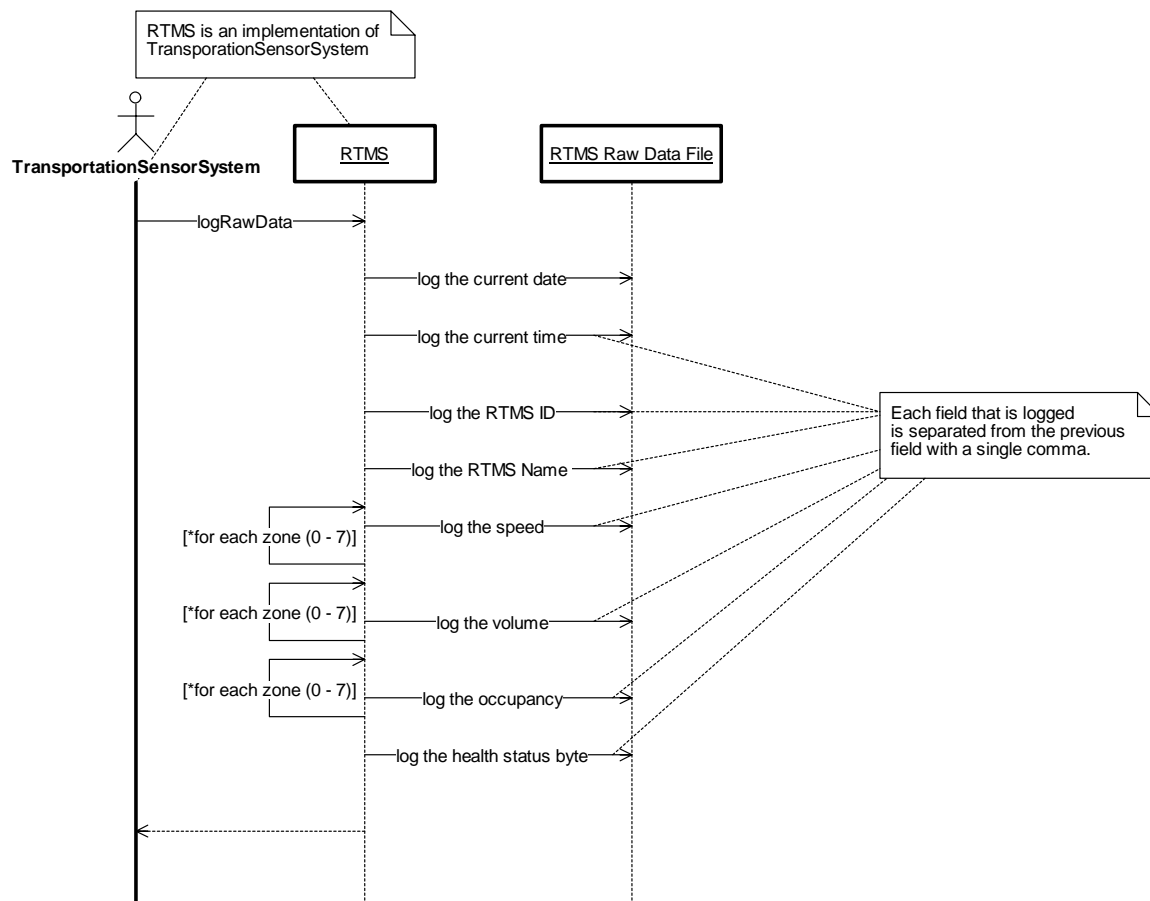 RTMS is an implementation of
TransporationSensorSystem
TransportationSensorSystem
RTMS
RTMS Raw Data File
logRawData
log the current date
log the current time
log the RTMS ID
Each field that is logged
is separated from the previous
field with a single comma.
log the RTMS Name
[*for each zone (0 - 7)]
log the speed
[*for each zone (0 - 7)]
log the volume
[*for each zone (0 - 7)]
log the occupancy
log the health status byte